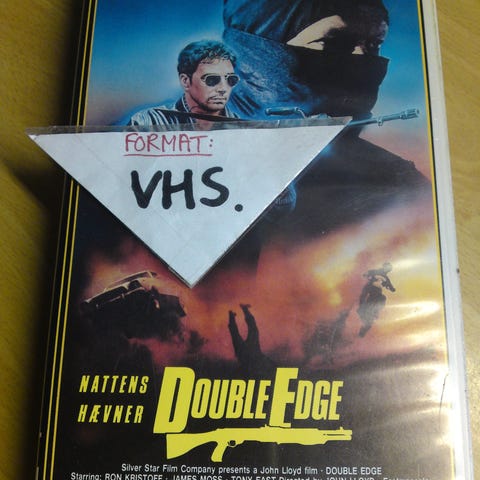 FORMAT:
VHS.
NATTENS
HÆVNER
DOUBLE EDGE
Silver Star Film Company presents a John Lloyd film · DOUBLE EDGE
Starring: RON KRISTOFF · JAMES MOSS · TONY EAST Directed by JOHN LLOYD